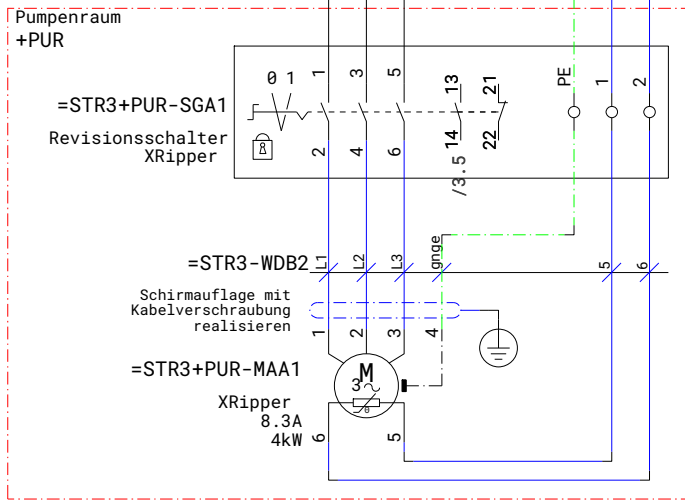 Pumpenraum
+PUR
0 1
1
3
5
13
21
PE
1
2
=STR3+PUR-SGA1
Revisionsschalter
XRipper
2
4
6
14
22
/3.5
=STR3-WDB2
L1
L2
L3
gnge
5
6
Schirmauflage mit
Kabelverschraubung
realisieren
1
2
3
4
=STR3+PUR-MAA1
M
3
XRipper
8.3A
4kW
6
5